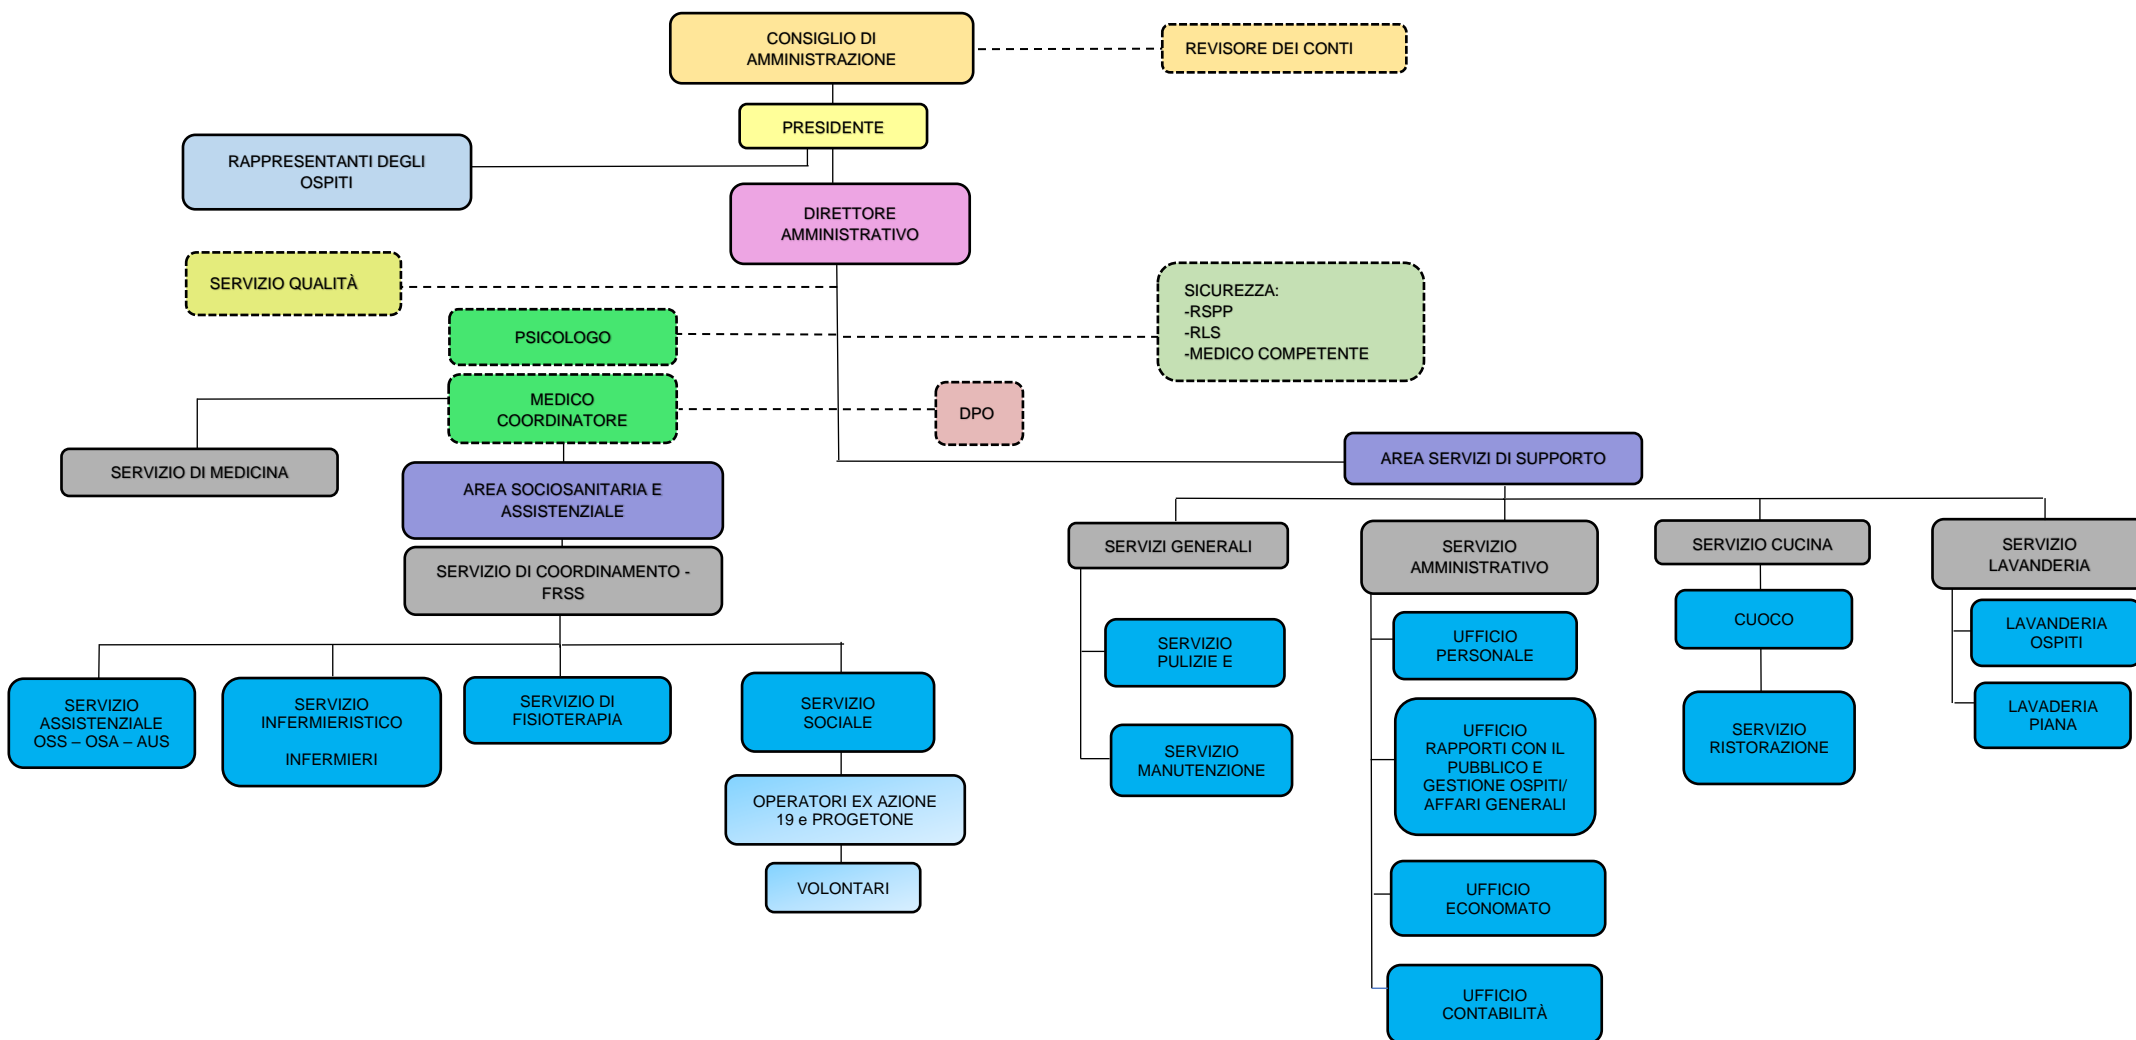 CONSIGLIO DI
AMMINISTRAZIONE
REVISORE DEI CONTI
PRESIDENTE
RAPPRESENTANTI DEGLI
OSPITI
DIRETTORE
AMMINISTRATIVO
SERVIZIO QUALITÀ
SICUREZZA:
-RSPP
-RLS
-MEDICO COMPETENTE
PSICOLOGO
MEDICO
COORDINATORE
DPO
SERVIZIO DI MEDICINA
AREA SERVIZI DI SUPPORTO
AREA SOCIOSANITARIA E
ASSISTENZIALE
SERVIZIO DI COORDINAMENTO -
FRSS
SERVIZI GENERALI
SERVIZIO
AMMINISTRATIVO
SERVIZIO CUCINA
SERVIZIO
LAVANDERIA
SERVIZIO
ASSISTENZIALE
OSS – OSA – AUS
SERVIZIO
INFERMIERISTICO
INFERMIERI
SERVIZIO DI
FISIOTERAPIA
SERVIZIO
SOCIALE
OPERATORI EX AZIONE
19 e PROGETONE
VOLONTARI
SERVIZIO
PULIZIE E
SERVIZIO
MANUTENZIONE
UFFICIO
PERSONALE
UFFICIO
RAPPORTI CON IL
PUBBLICO E
GESTIONE OSPITI/
AFFARI GENERALI
UFFICIO
ECONOMATO
UFFICIO
CONTABILITÀ
CUOCO
SERVIZIO
RISTORAZIONE
LAVANDERIA
OSPITI
LAVADERIA
PIANA